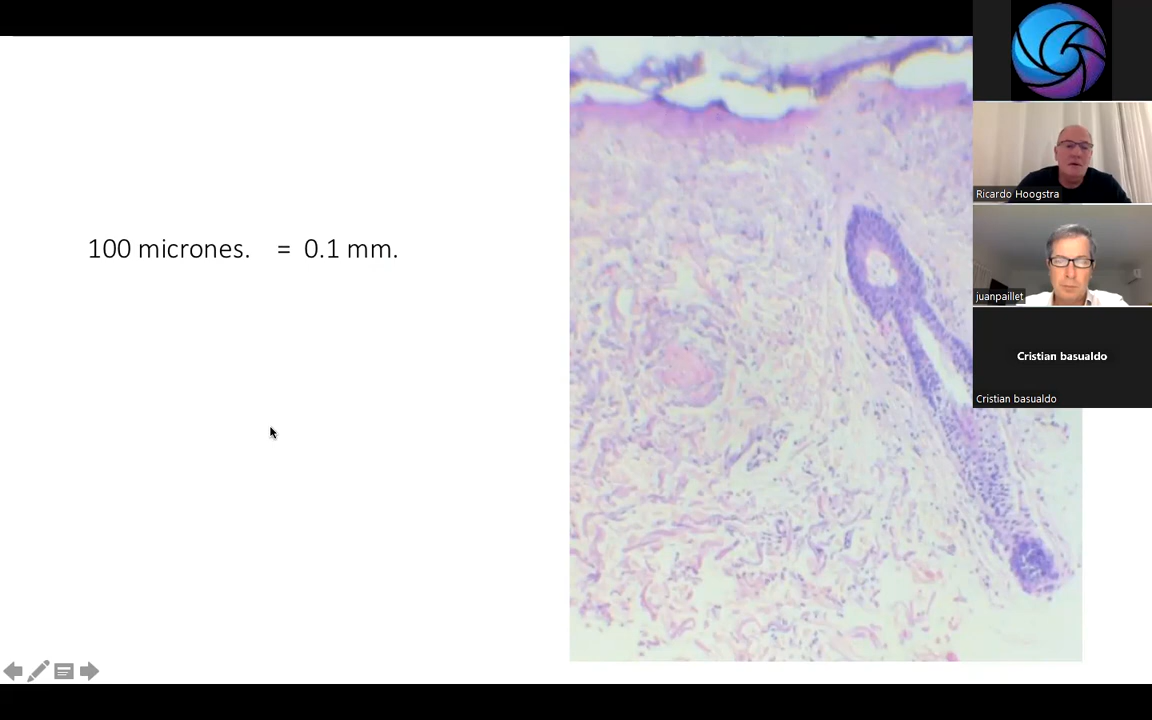 100 micrones. = 0.1 mm.
Ricardo Hoogstra
juanpaillet
Cristian basualdo
Cristian basualdo